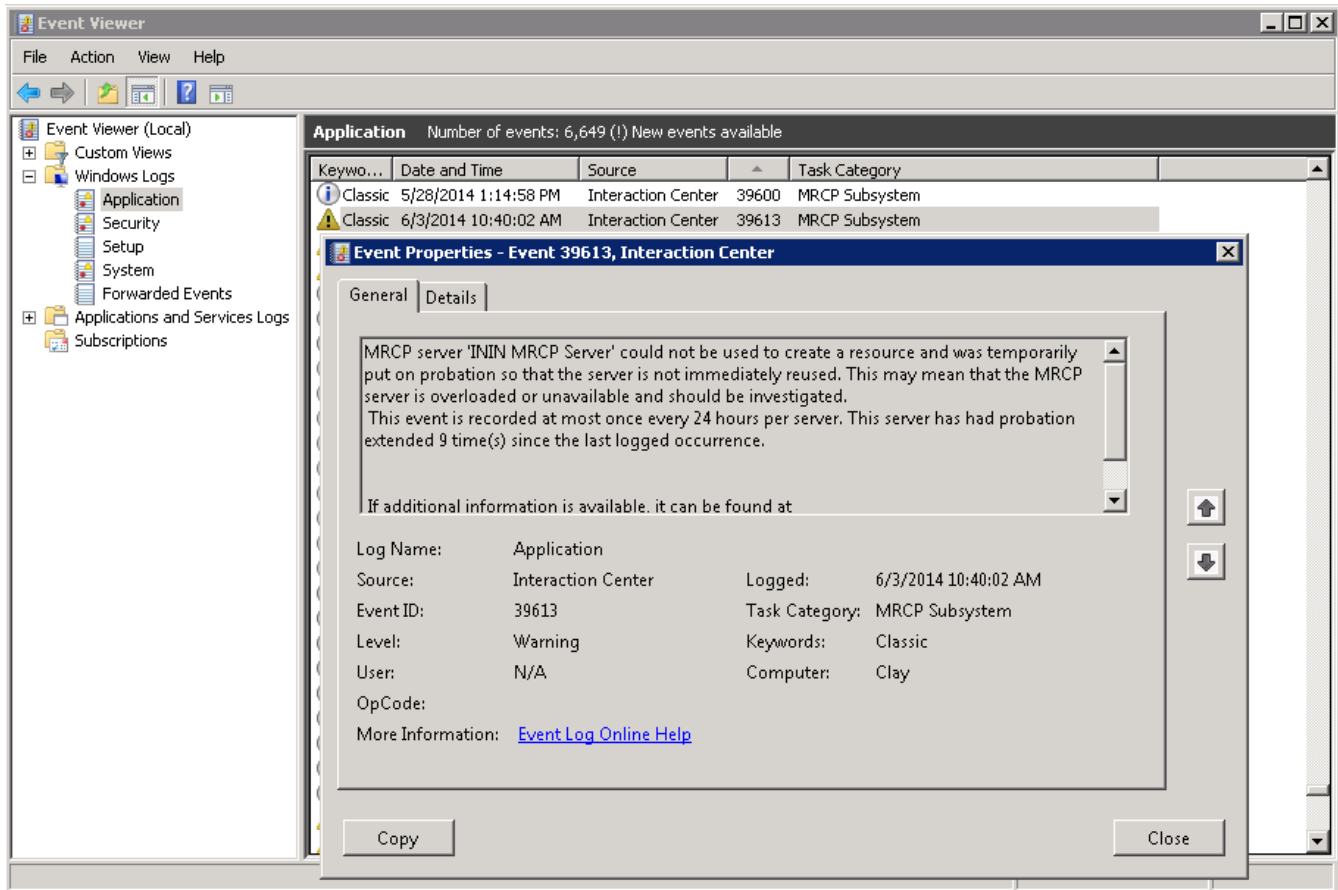 Event Viewer
File Action View Help
Event Viewer (Local)
Custom Views
Windows Logs
Application
Security
Setup
System
Forwarded Events
Applications and Services Logs
Subscriptions
Application Number of events: 6,649 (!) New events available
Keywo... Date and Time Source Task Category
Classic 5/28/2014 1:14:58 PM Interaction Center 39600 MRCP Subsystem
Classic 6/3/2014 10:40:02 AM Interaction Center 39613 MRCP Subsystem
Event Properties - Event 39613, Interaction Center
General Details
MRCP server 'ININ MRCP Server' could not be used to create a resource and was temporarily
put on probation so that the server is not immediately reused. This may mean that the MRCP
server is overloaded or unavailable and should be investigated.
This event is recorded at most once every 24 hours per server. This server has had probation
extended 9 time(s) since the last logged occurrence.
If additional information is available, it can be found at
Log Name: Application
Source: Interaction Center Logged: 6/3/2014 10:40:02 AM
Event ID: 39613 Task Category: MRCP Subsystem
Level: Warning Keywords: Classic
User: N/A Computer: Clay
OpCode:
More Information: Event Log Online Help
Copy Close